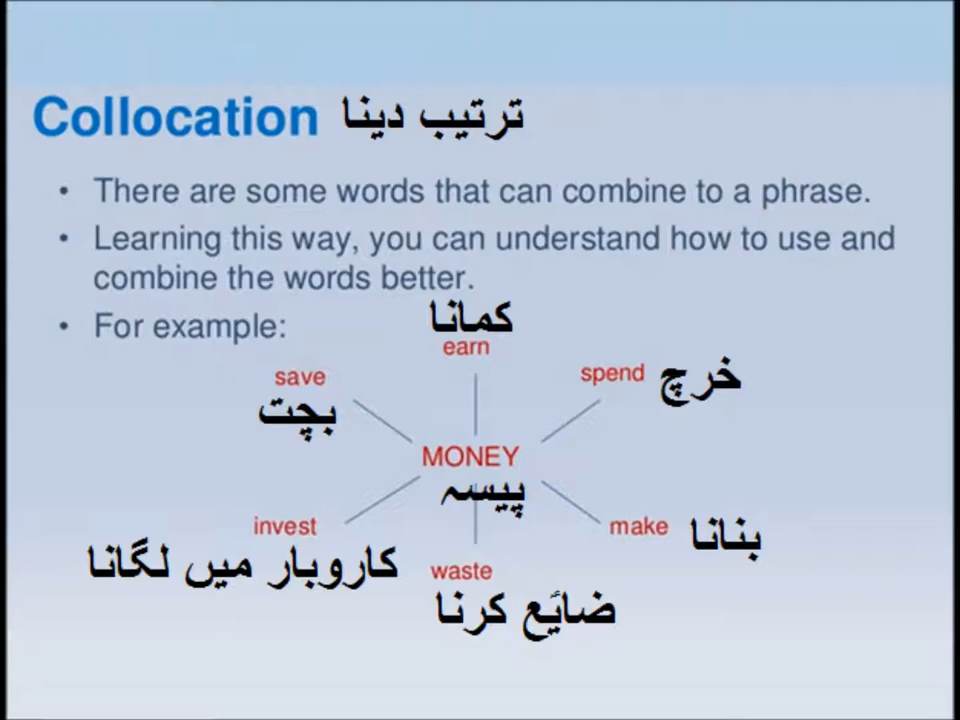 Collocation ترتیب دینا
• There are some words that can combine to a phrase.
• Learning this way, you can understand how to use and
combine the words better.
• For example:
کمانا
earn
save
بچت
spend خرچ
MONEY
پیسہ
invest
کاروبار میں لگانا
make بنانا
waste
ضایٔع کرنا